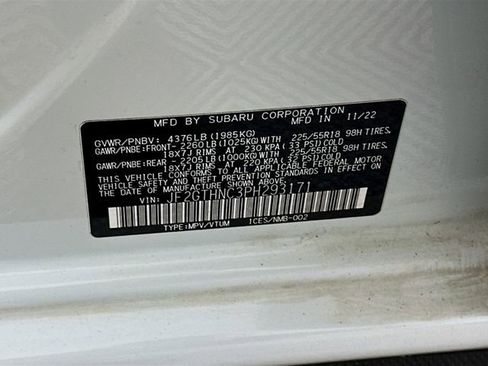 MFD BY SUBARU CORPORATION MFD IN 11/22
GVWR/PNBV: 4376LB (1985KG)
GAWR/PNBE:FRONT- 2260LB (1025KG) WITH 225/55R18 98H TIRES,
18X7J RIMS AT 230 KPA (33 PSI) COLD
GAWR/PNBE:REAR -2205LB (1000KG) WITH 225/55R18 98H TIRES,
18X7J RIMS AT 220 KPA (32 PSI) COLD
THIS VEHICLE CONFORMS TO ALL APPLICABLE FEDERAL MOTOR
VEHICLE SAFETY STANDARDS IN EFFECT ON THE DATE OF
MANUFACTURE SHOWN ABOVE.
VIN: JF2GTHNC3PH293171
TYPE:MPV/VTUM ICES/NMB-002